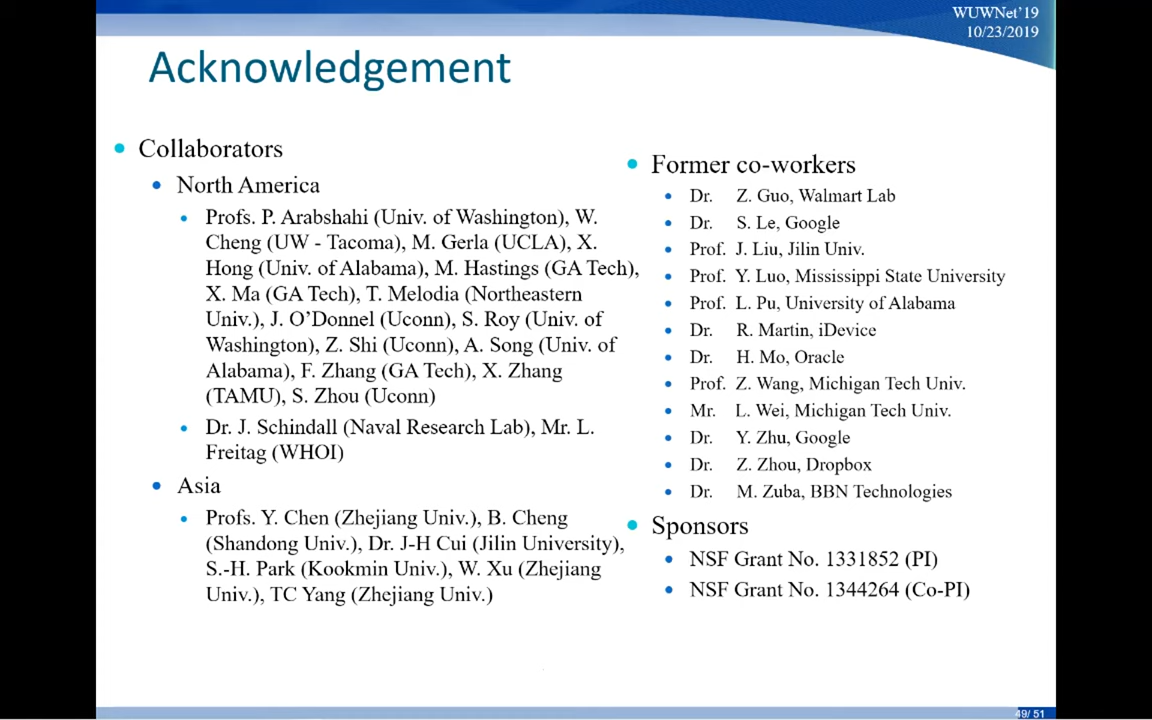 WUWNet'19
10/23/2019
Acknowledgement
Collaborators
North America
Profs. P. Arabshahi (Univ. of Washington), W.
Cheng (UW - Tacoma), M. Gerla (UCLA), X.
Hong (Univ. of Alabama), M. Hastings (GA Tech),
X. Ma (GA Tech), T. Melodia (Northeastern
Univ.), J. O'Donnel (Uconn), S. Roy (Univ. of
Washington), Z. Shi (Uconn), A. Song (Univ. of
Alabama), F. Zhang (GA Tech), X. Zhang
(TAMU), S. Zhou (Uconn)
Dr. J. Schindall (Naval Research Lab), Mr. L.
Freitag (WHOI)
Asia
Profs. Y. Chen (Zhejiang Univ.), B. Cheng
(Shandong Univ.), Dr. J-H Cui (Jilin University),
S.-H. Park (Kookmin Univ.), W. Xu (Zhejiang
Univ.), TC Yang (Zhejiang Univ.)
Former co-workers
Dr. Z. Guo, Walmart Lab
Dr. S. Le, Google
Prof. J. Liu, Jilin Univ.
Prof. Y. Luo, Mississippi State University
Prof. L. Pu, University of Alabama
Dr. R. Martin, iDevice
Dr. H. Mo, Oracle
Prof. Z. Wang, Michigan Tech Univ.
Mr. L. Wei, Michigan Tech Univ.
Dr. Y. Zhu, Google
Dr. Z. Zhou, Dropbox
Dr. M. Zuba, BBN Technologies
Sponsors
NSF Grant No. 1331852 (PI)
NSF Grant No. 1344264 (Co-PI)
49/ 51